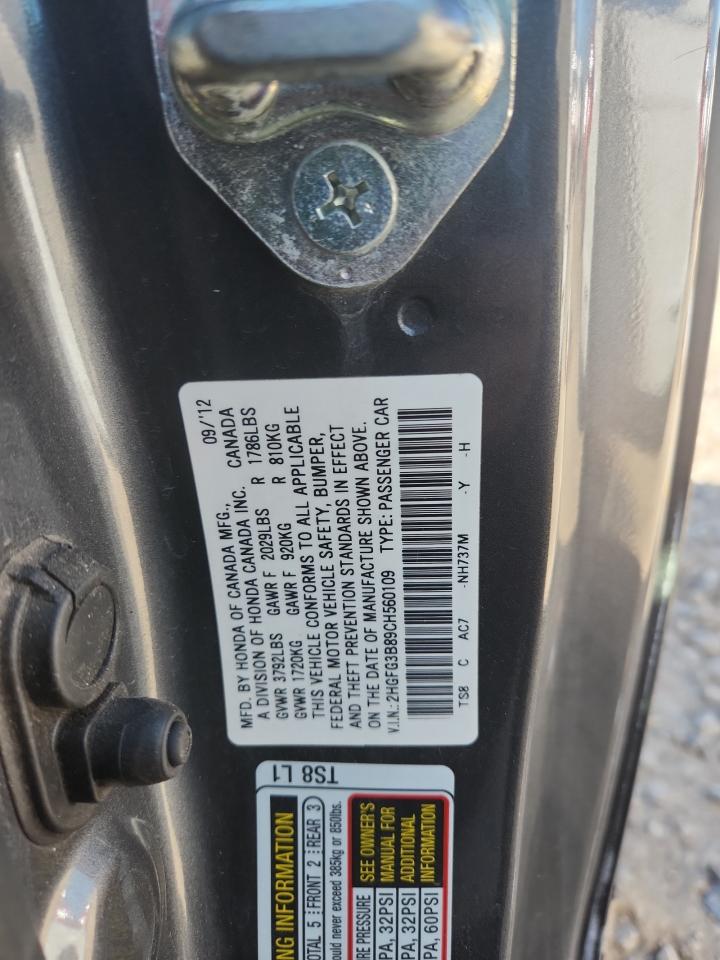 MFD. BY HONDA OF CANADA MFG., 09/'12
A DIVISION OF HONDA CANADA INC. CANADA
GVWR 3792LBS GAWR F 2029LBS R 1786LBS
GVWR 1720KG GAWR F 920KG R 810KG
THIS VEHICLE CONFORMS TO ALL APPLICABLE
FEDERAL MOTOR VEHICLE SAFETY, BUMPER,
AND THEFT PREVENTION STANDARDS IN EFFECT
ON THE DATE OF MANUFACTURE SHOWN ABOVE.
V.I.N.: 2HGFG3B89CH560109 TYPE: PASSENGER CAR
TS8 C AC7 -NH737M -Y -H
TS8 L1
NG INFORMATION
OTAL 5 FRONT 2 REAR 3
ould never exceed 385kg or 850lbs.
RE PRESSURE
PA, 32PSI
PA, 32PSI
PA, 60PSI
SEE OWNER'S
MANUAL FOR
ADDITIONAL
INFORMATION